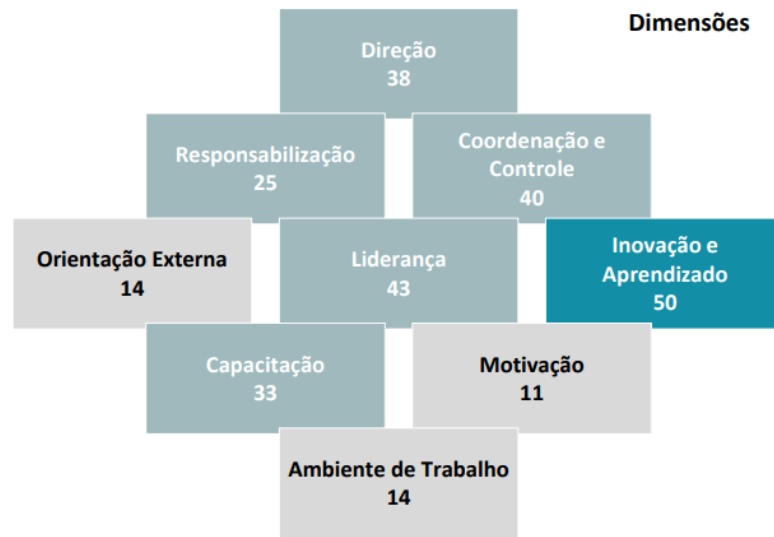 Dimensões
Direção
38
Responsabilização
25
Coordenação e
Controle
40
Orientação Externa
14
Liderança
43
Inovação e
Aprendizado
50
Capacitação
33
Motivação
11
Ambiente de Trabalho
14